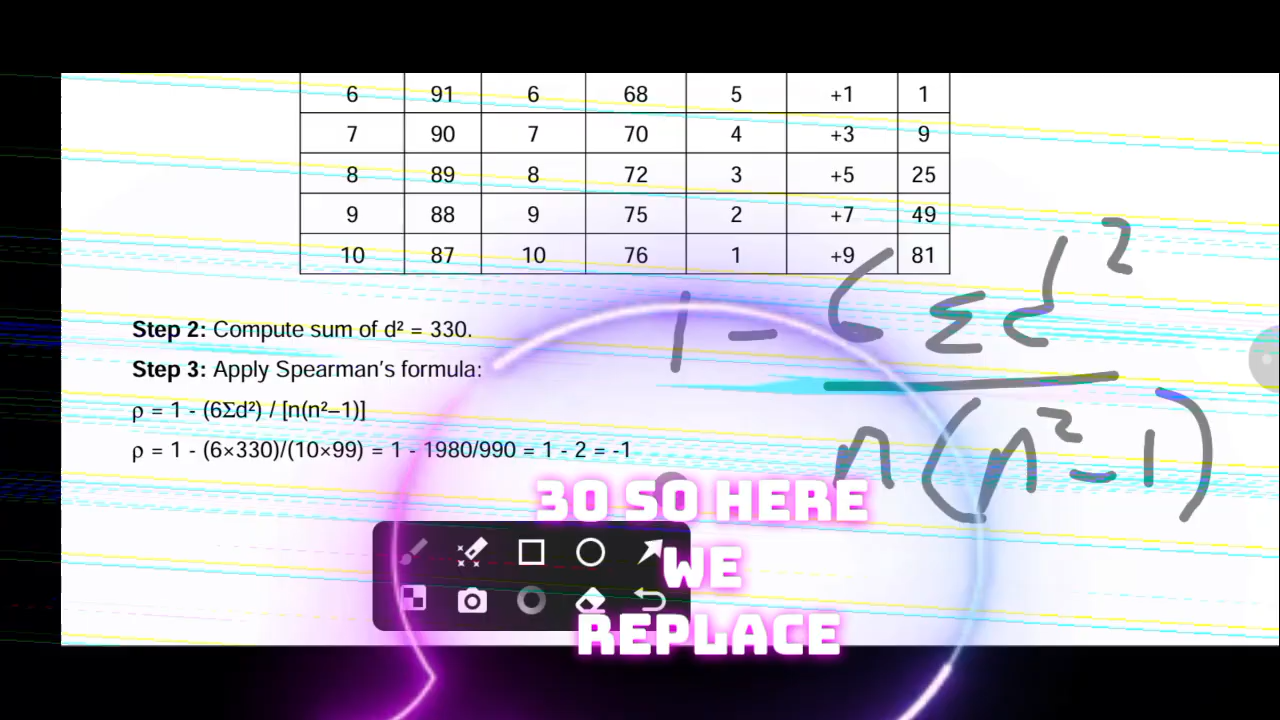 6 91 6 68 5 +1 1
7 90 7 70 4 +3 9
8 89 8 72 3 +5 25
9 88 9 75 2 +7 49
10 87 10 76 1 +9 81
Step 2: Compute sum of d² = 330.
Step 3: Apply Spearman's formula:
ρ = 1 - (6Σd²) / [n(n²–1)]
ρ = 1 - (6×330)/(10×99) = 1 - 1980/990 = 1 - 2 = -1
1 - 6Σd²
n(n²-1)
30 SO HERE
WE
REPLACE